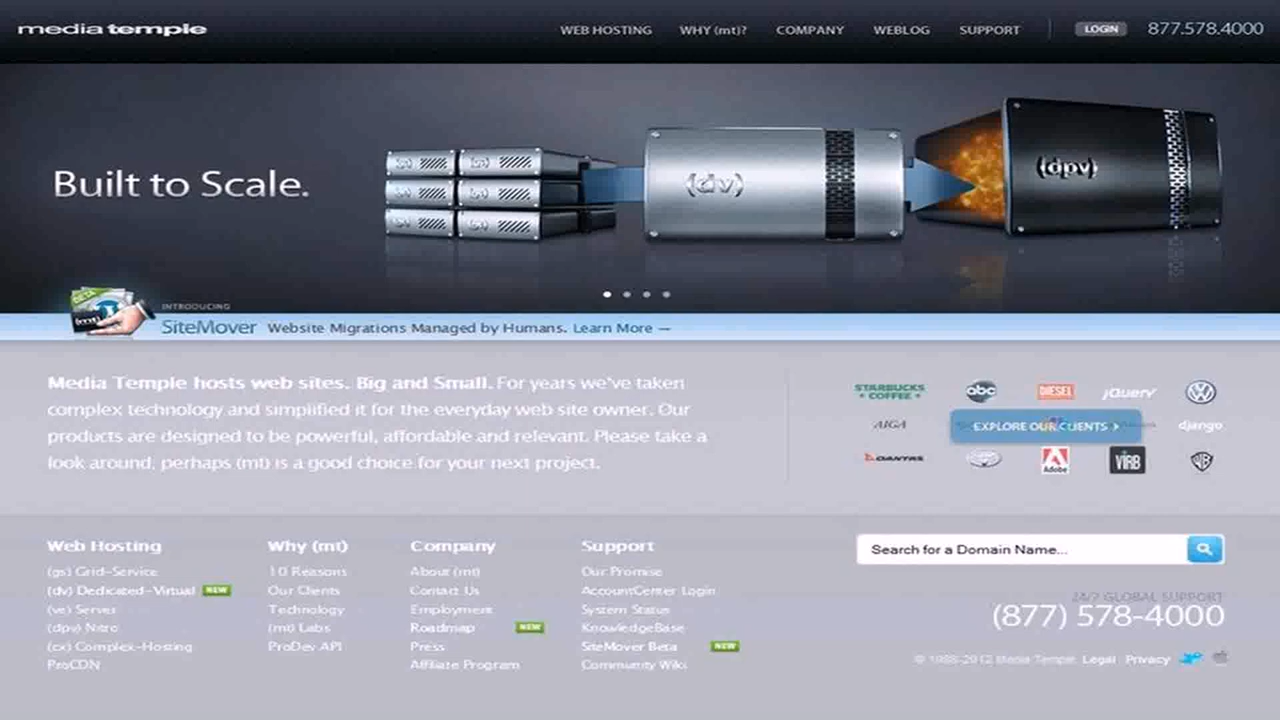 media temple
WEB HOSTING WHY (mt)? COMPANY WEBLOG SUPPORT LOGIN 877.578.4000
Built to Scale.
(dv)
(dpv)
INTRODUCING
SiteMover Website Migrations Managed by Humans. Learn More —
Media Temple hosts web sites. Big and Small. For years we've taken
complex technology and simplified it for the everyday web site owner. Our
products are designed to be powerful, affordable and relevant. Please take a
look around, perhaps (mt) is a good choice for your next project.
STARBUCKS COFFEE abc DIESEL jQuery
AIGA EXPLORE OUR CLIENTS django
QANTAS Adobe VIRB WB
Web Hosting
(gs) Grid-Service
(dv) Dedicated-Virtual NEW
(ve) Server
(dpv) Nitro
(cx) Complex-Hosting
ProCDN
Why (mt)
10 Reasons
Our Clients
Technology
(mt) Labs
ProDev API
Company
About (mt)
Contact Us
Employment
Roadmap NEW
Press
Affiliate Program
Support
Our Promise
AccountCenter Login
System Status
KnowledgeBase
SiteMover Beta NEW
Community Wiki
Search for a Domain Name...
24/7 GLOBAL SUPPORT
(877) 578-4000
© 1998-2012 Media Temple. Legal Privacy